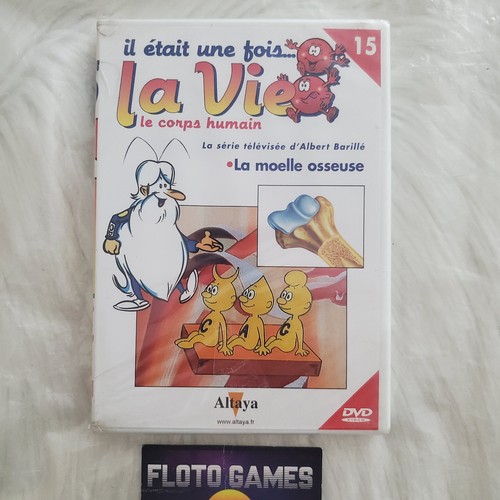 il était une fois...
15
la Vie
le corps humain
La série télévisée d'Albert Barillé
•La moelle osseuse
C A G
Altaya
www.altaya.fr
DVD
VIDEO
FLOTO GAMES